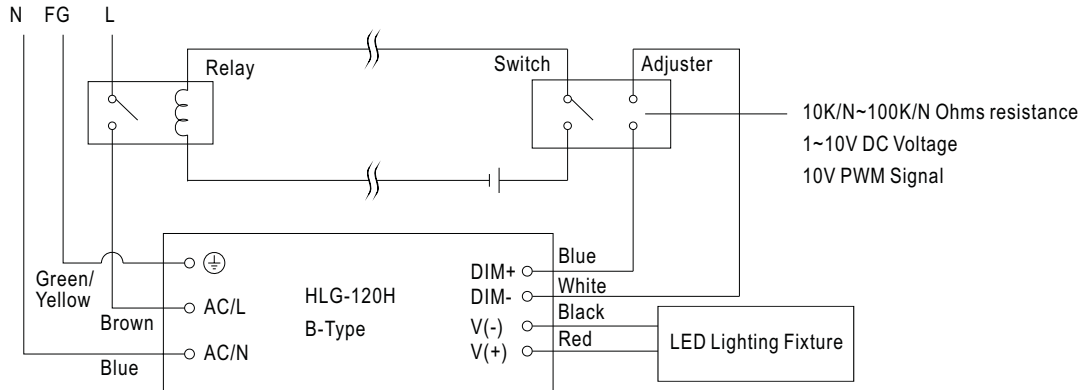 N FG L
Relay
Switch
Adjuster
10K/N~100K/N Ohms resistance
1~10V DC Voltage
10V PWM Signal
Green/
Yellow
Brown
Blue
AC/L
AC/N
HLG-120H
B-Type
DIM+
DIM-
V(-)
V(+)
Blue
White
Black
Red
LED Lighting Fixture